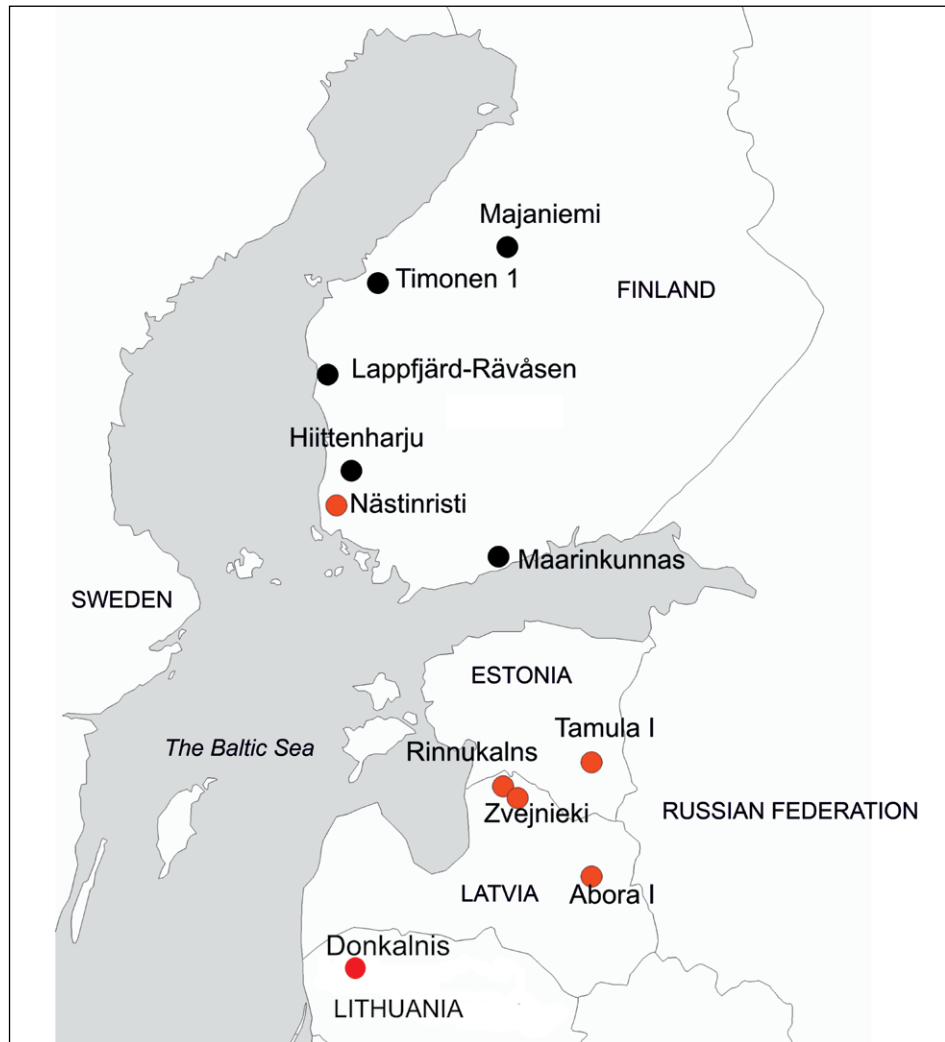 Majaniemi
Timonen 1
FINLAND
Lappfjärd-Rävåsen
Hiittenharju
Nästinristi
Maarinkunnas
SWEDEN
ESTONIA
Tamula I
The Baltic Sea
Rinnukalns
Zvejnieki
RUSSIAN FEDERATION
LATVIA
Abora I
Donkalnis
LITHUANIA